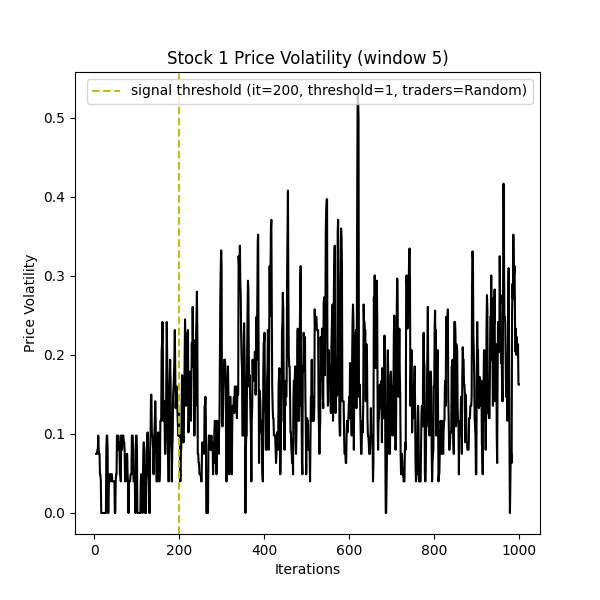 Stock 1 Price Volatility (window 5)
signal threshold (it=200, threshold=1, traders=Random)
Price Volatility
0.5
0.4
0.3
0.2
0.1
0.0
0 200 400 600 800 1000
Iterations